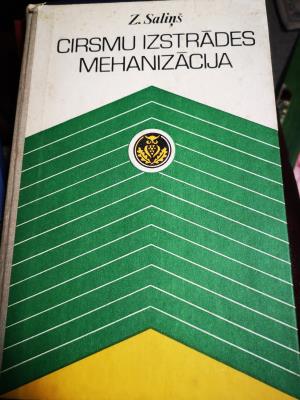 Z. Saliņš
CIRSMU IZSTRĀDES
MEHANIZĀCIJA